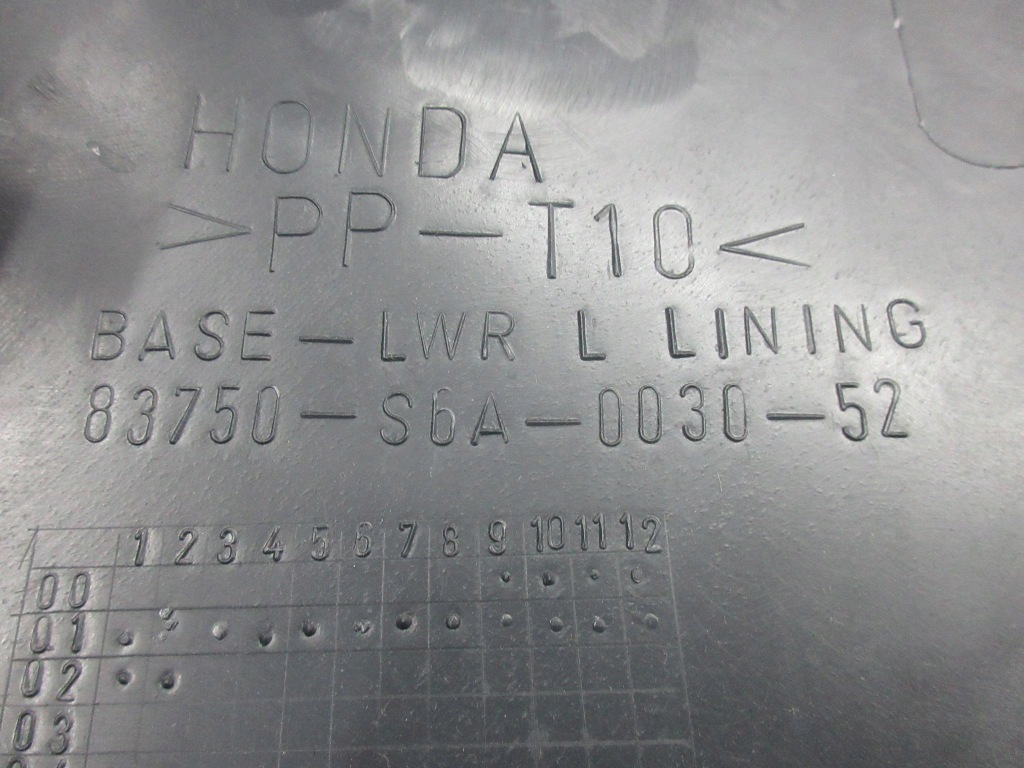 HONDA
>PP-T10<
BASE-LWR L LINING
83750-S6A-0030-52
1 2 3 4 5 6 7 8 9 10 11 12
00
01
02
03